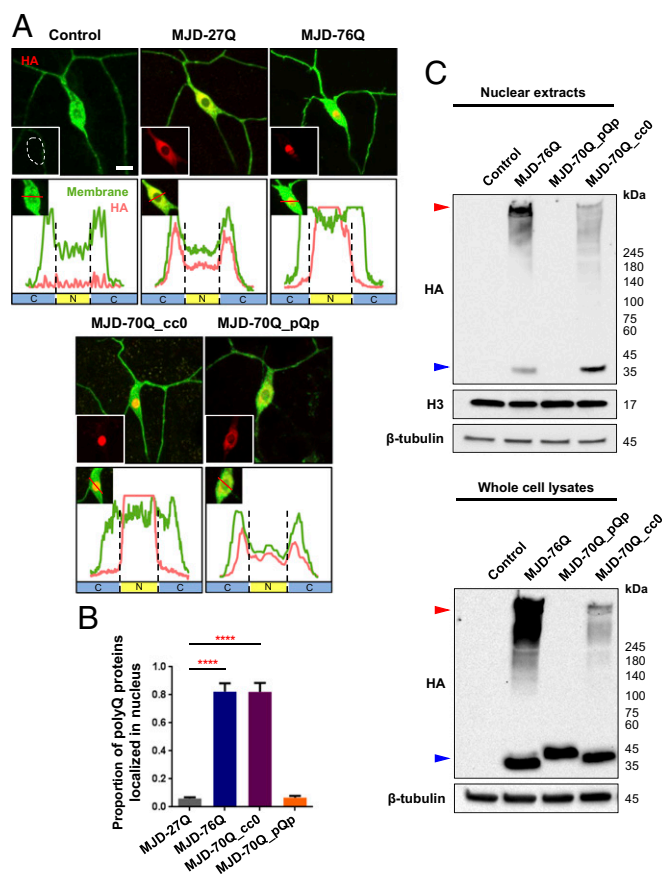 A
Control
MJD-27Q
MJD-76Q
HA
Membrane
HA
C N C
C N C
C N C
MJD-70Q_cc0
MJD-70Q_pQp
C N C
C N C
B
Proportion of polyQ proteins
localized in nucleus
****
****
1.0
0.8
0.6
0.4
0.2
0.0
MJD-27Q
MJD-76Q
MJD-70Q_cc0
MJD-70Q_pQp
C
Nuclear extracts
Control
MJD-76Q
MJD-70Q_pQp
MJD-70Q_cc0
kDa
245
180
140
100
75
60
45
35
HA
H3
17
β-tubulin
45
Whole cell lysates
Control
MJD-76Q
MJD-70Q_pQp
MJD-70Q_cc0
kDa
245
180
140
100
75
60
45
35
HA
β-tubulin
45